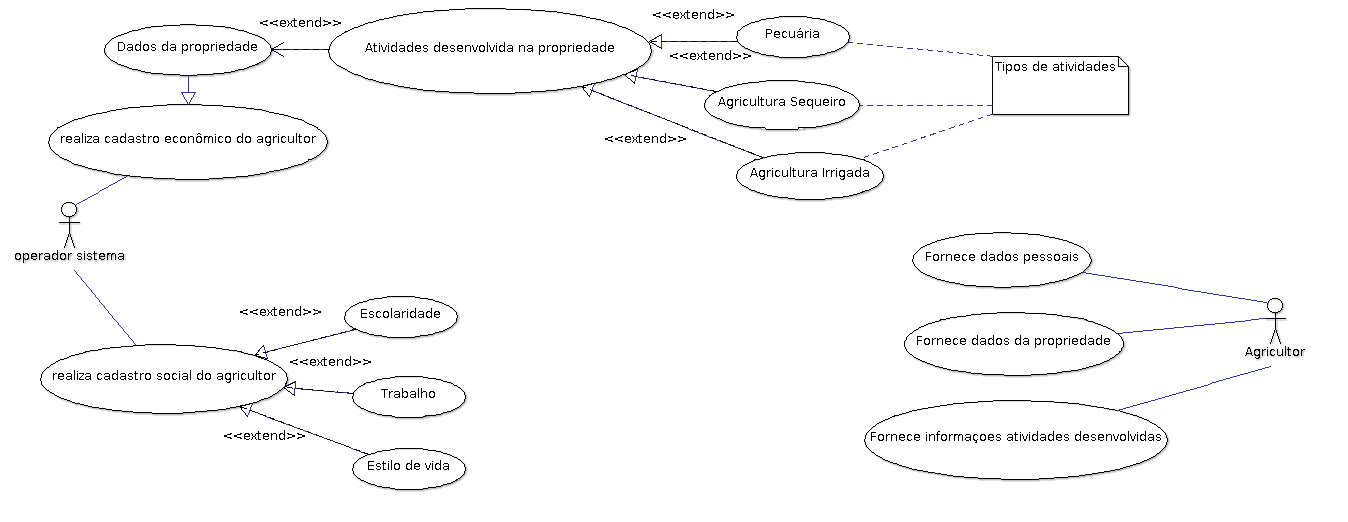 <<extend>>
<<extend>>
Pecuária
Dados da propriedade
Atividades desenvolvida na propriedade
<<extend>>
Tipos de atividades
Agricultura Sequeiro
realiza cadastro econômico do agricultor
<<extend>>
Agricultura Irrigada
operador sistema
Fornece dados pessoais
<<extend>>
Escolaridade
Fornece dados da propriedade
Agricultor
<<extend>>
realiza cadastro social do agricultor
Trabalho
<<extend>>
Fornece informaçoes atividades desenvolvidas
Estilo de vida